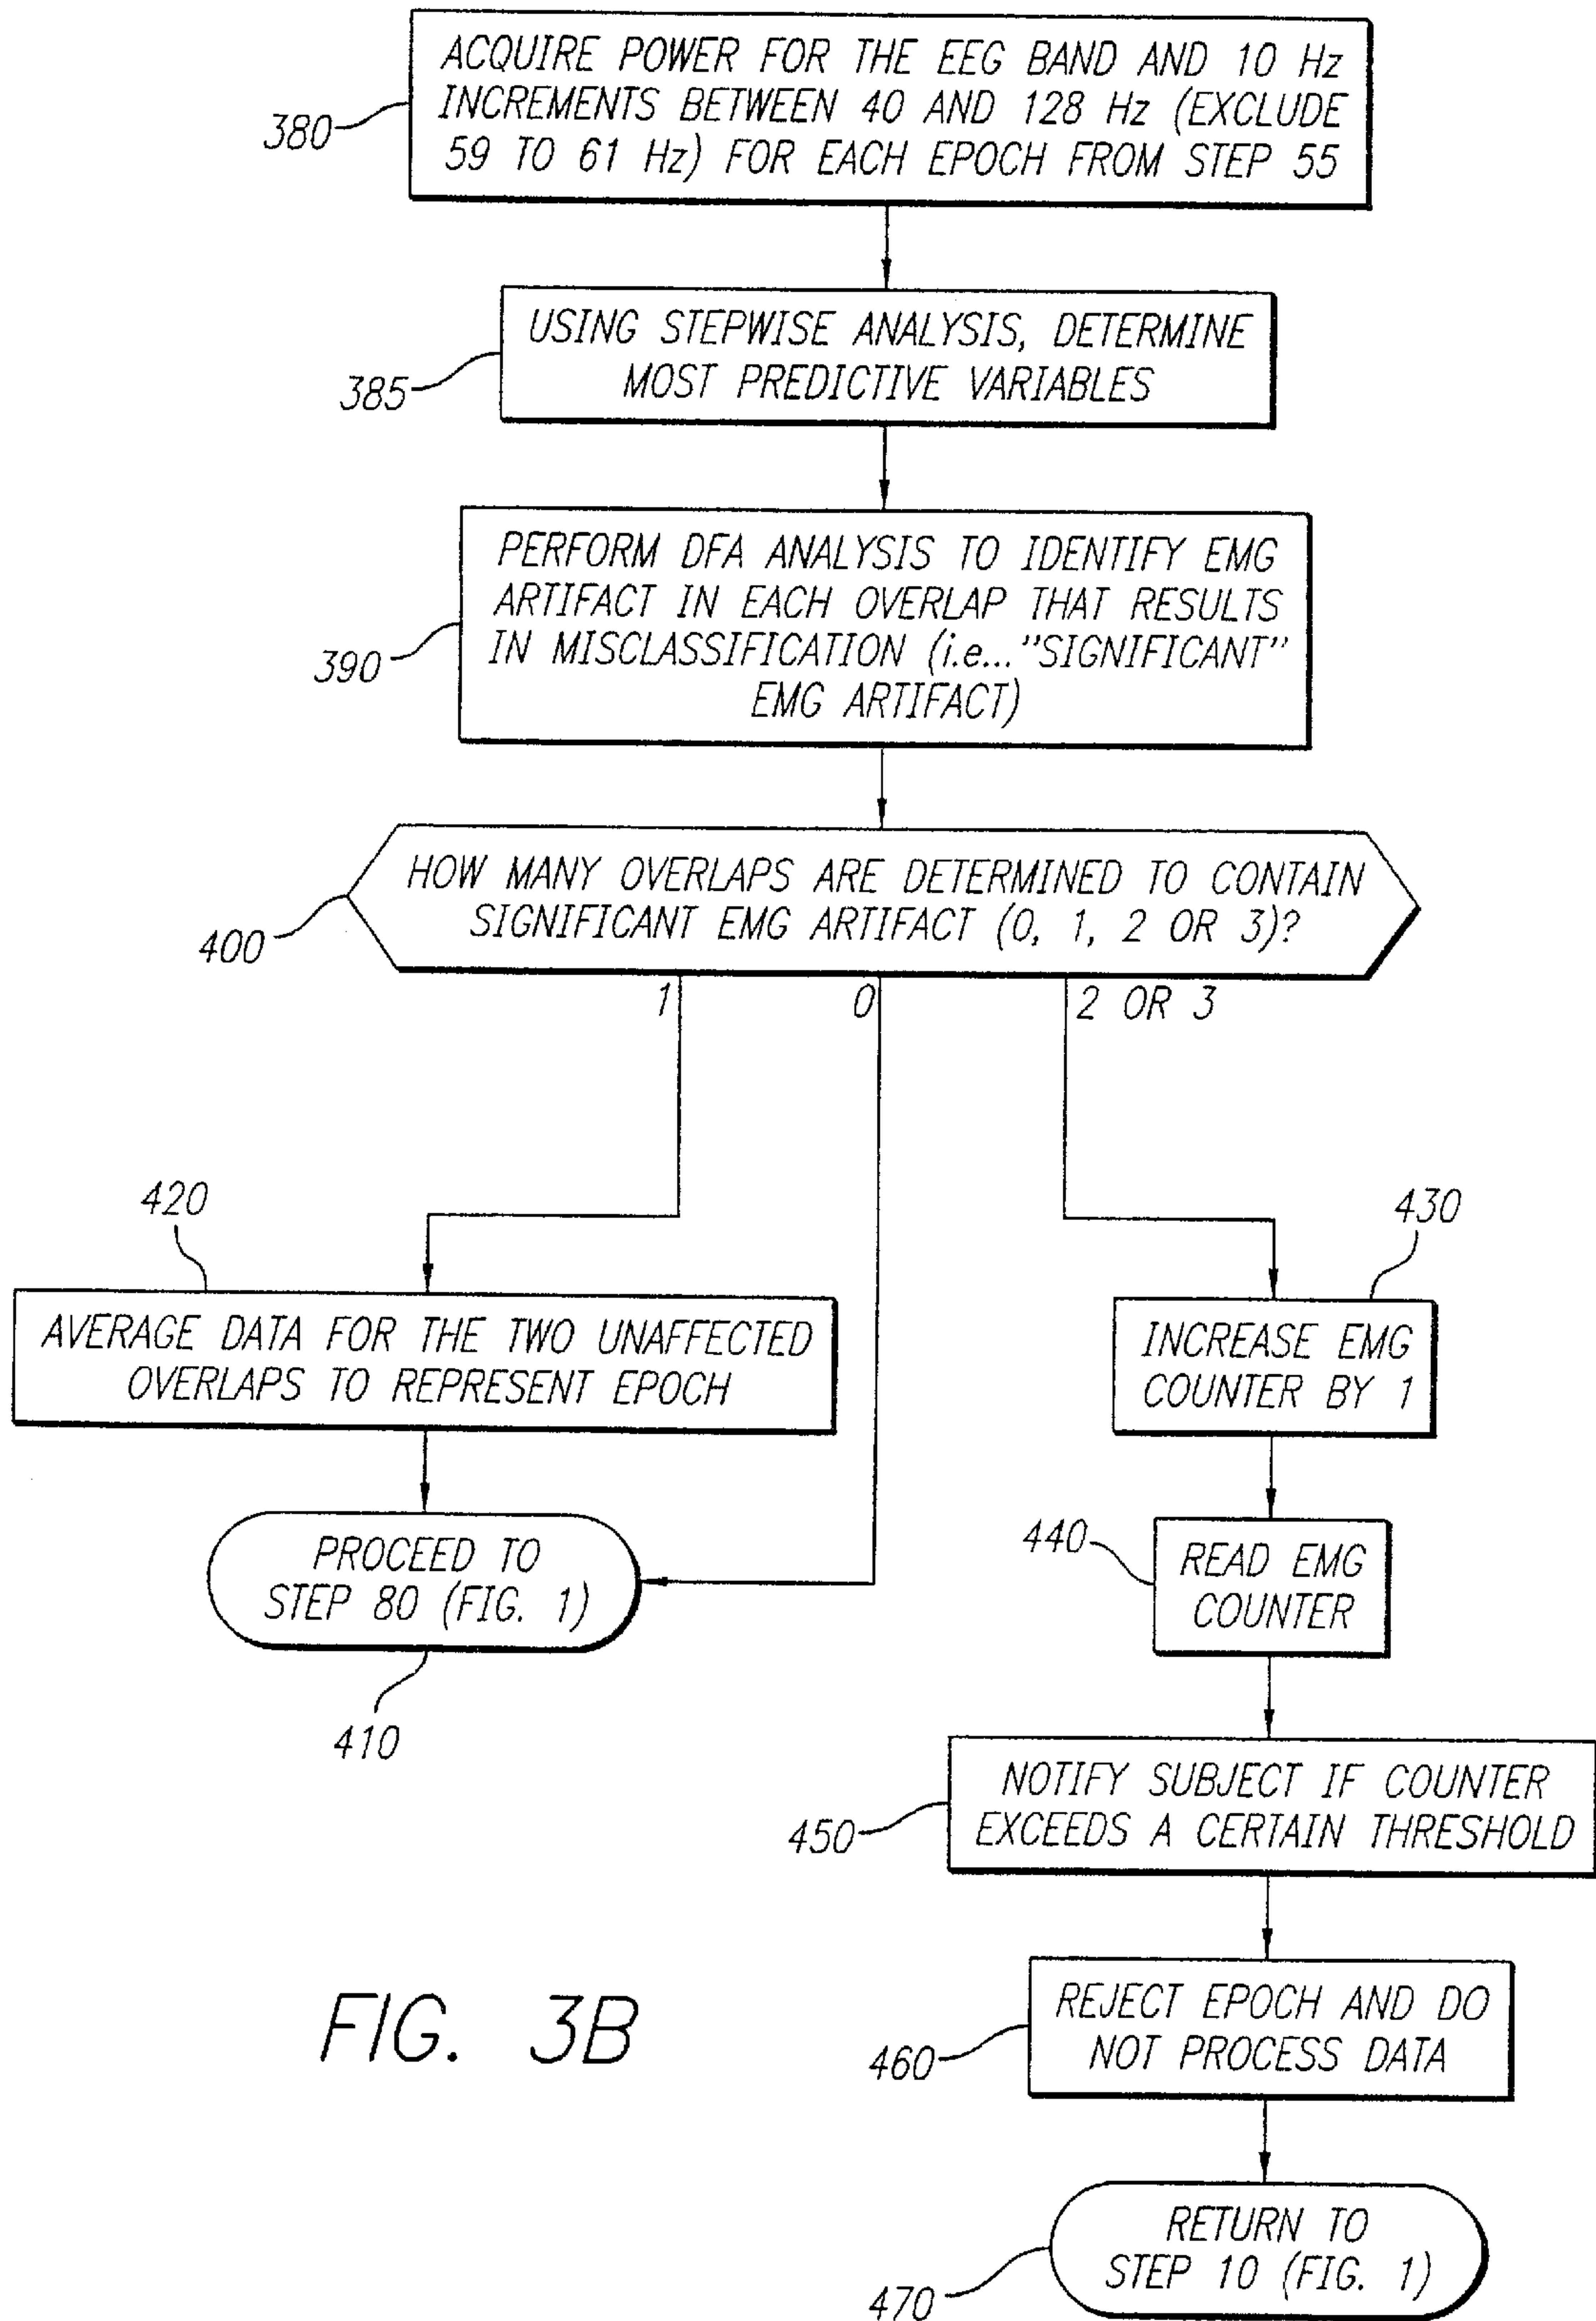 ACQUIRE POWER FOR THE EEG BAND AND 10 Hz
INCREMENTS BETWEEN 40 AND 128 Hz (EXCLUDE
59 TO 61 Hz) FOR EACH EPOCH FROM STEP 55
380
USING STEPWISE ANALYSIS, DETERMINE
MOST PREDICTIVE VARIABLES
385
PERFORM DFA ANALYSIS TO IDENTIFY EMG
ARTIFACT IN EACH OVERLAP THAT RESULTS
IN MISCLASSIFICATION (i.e... "SIGNIFICANT"
EMG ARTIFACT)
390
HOW MANY OVERLAPS ARE DETERMINED TO CONTAIN
SIGNIFICANT EMG ARTIFACT (0, 1, 2 OR 3)?
400
1
0
2 OR 3
420
AVERAGE DATA FOR THE TWO UNAFFECTED
OVERLAPS TO REPRESENT EPOCH
PROCEED TO
STEP 80 (FIG. 1)
410
430
INCREASE EMG
COUNTER BY 1
440
READ EMG
COUNTER
NOTIFY SUBJECT IF COUNTER
EXCEEDS A CERTAIN THRESHOLD
450
REJECT EPOCH AND DO
NOT PROCESS DATA
460
RETURN TO
STEP 10 (FIG. 1)
470
FIG. 3B